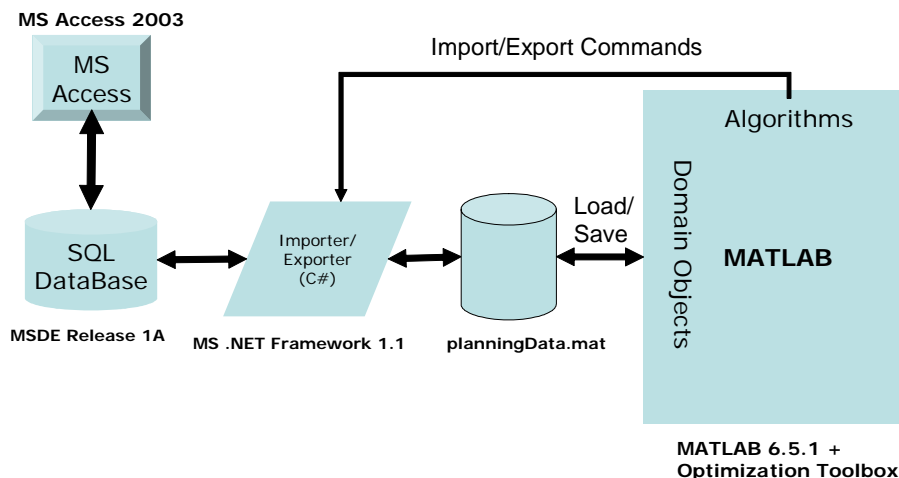 MS Access 2003
MS
Access
Import/Export Commands
Algorithms
Domain Objects
MATLAB
Load/
Save
SQL
DataBase
Importer/
Exporter
(C#)
MSDE Release 1A
MS .NET Framework 1.1
planningData.mat
MATLAB 6.5.1 +
Optimization Toolbox